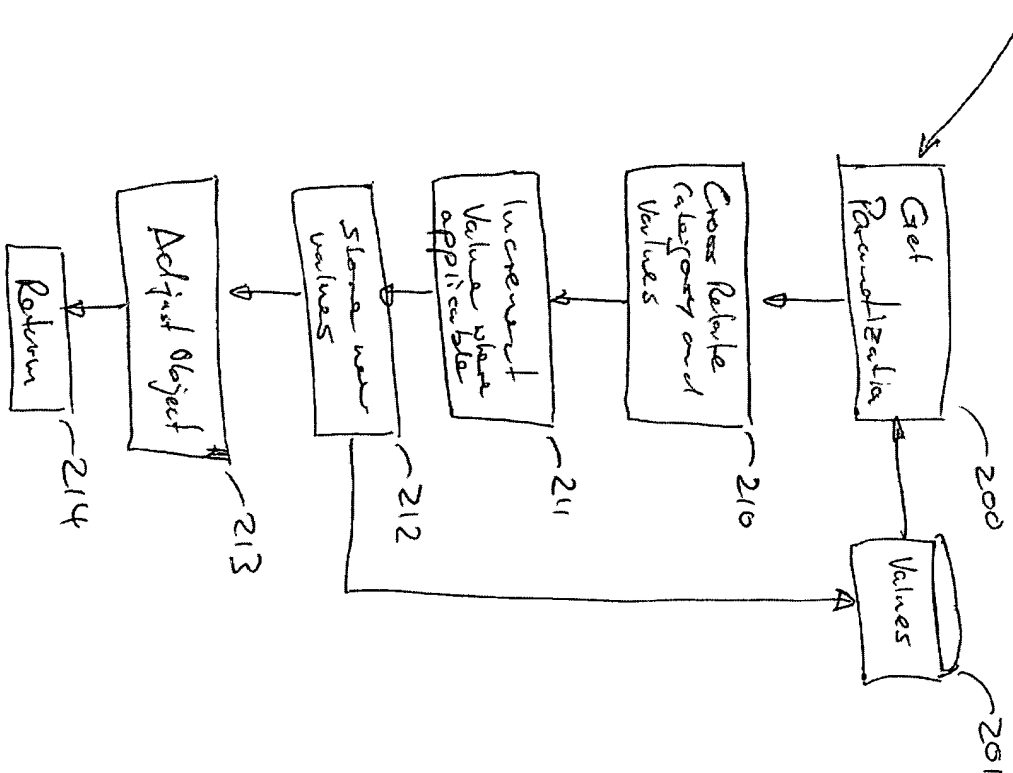 Get
Paramatization
200
Values
201
Cross Relate
Category and
Values
210
Increment
Value where
applicable
211
Store new
values
212
Adjust Object
213
Return
214